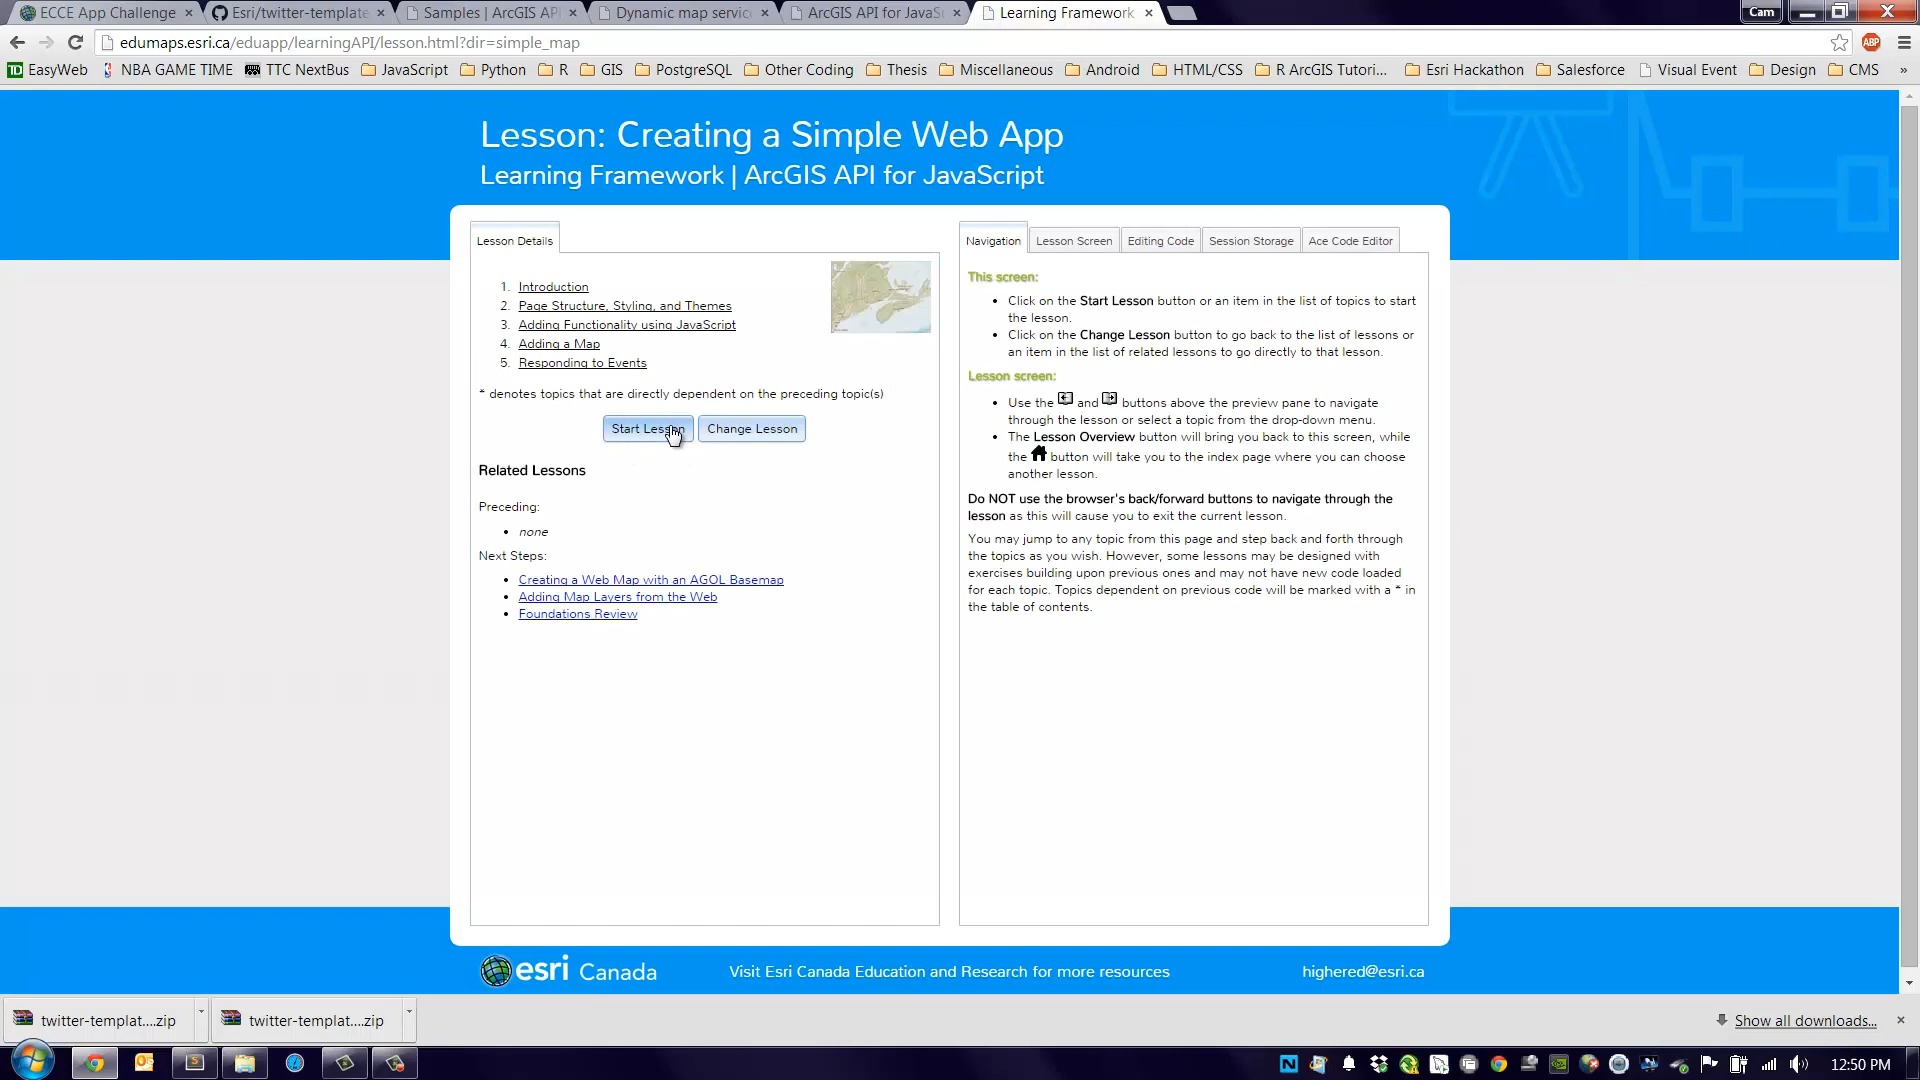 ECCE App Challenge
Esri/twitter-template
Samples | ArcGIS API
Dynamic map servic
ArcGIS API for JavaSc
Learning Framework
Cam
edumaps.esri.ca/eduapp/learningAPI/lesson.html?dir=simple_map
ABP
TD EasyWeb
NBA GAME TIME
TTC NextBus
JavaScript
Python
R
GIS
PostgreSQL
Other Coding
Thesis
Miscellaneous
Android
HTML/CSS
R ArcGIS Tutori...
Esri Hackathon
Salesforce
Visual Event
Design
CMS
»
Lesson: Creating a Simple Web App
Learning Framework | ArcGIS API for JavaScript
Lesson Details
1. Introduction
2. Page Structure, Styling, and Themes
3. Adding Functionality using JavaScript
4. Adding a Map
5. Responding to Events
* denotes topics that are directly dependent on the preceding topic(s)
Start Lesson
Change Lesson
Related Lessons
Preceding:
• none
Next Steps:
• Creating a Web Map with an AGOL Basemap
• Adding Map Layers from the Web
• Foundations Review
Navigation
Lesson Screen
Editing Code
Session Storage
Ace Code Editor
This screen:
• Click on the Start Lesson button or an item in the list of topics to start
the lesson.
• Click on the Change Lesson button to go back to the list of lessons or
an item in the list of related lessons to go directly to that lesson.
Lesson screen:
• Use the and buttons above the preview pane to navigate
through the lesson or select a topic from the drop-down menu.
• The Lesson Overview button will bring you back to this screen, while
the button will take you to the index page where you can choose
another lesson.
Do NOT use the browser's back/forward buttons to navigate through the
lesson as this will cause you to exit the current lesson.
You may jump to any topic from this page and step back and forth through
the topics as you wish. However, some lessons may be designed with
exercises building upon previous ones and may not have new code loaded
for each topic. Topics dependent on previous code will be marked with a * in
the table of contents.
esri Canada
Visit Esri Canada Education and Research for more resources
highered@esri.ca
twitter-templat....zip
twitter-templat....zip
Show all downloads...
12:50 PM